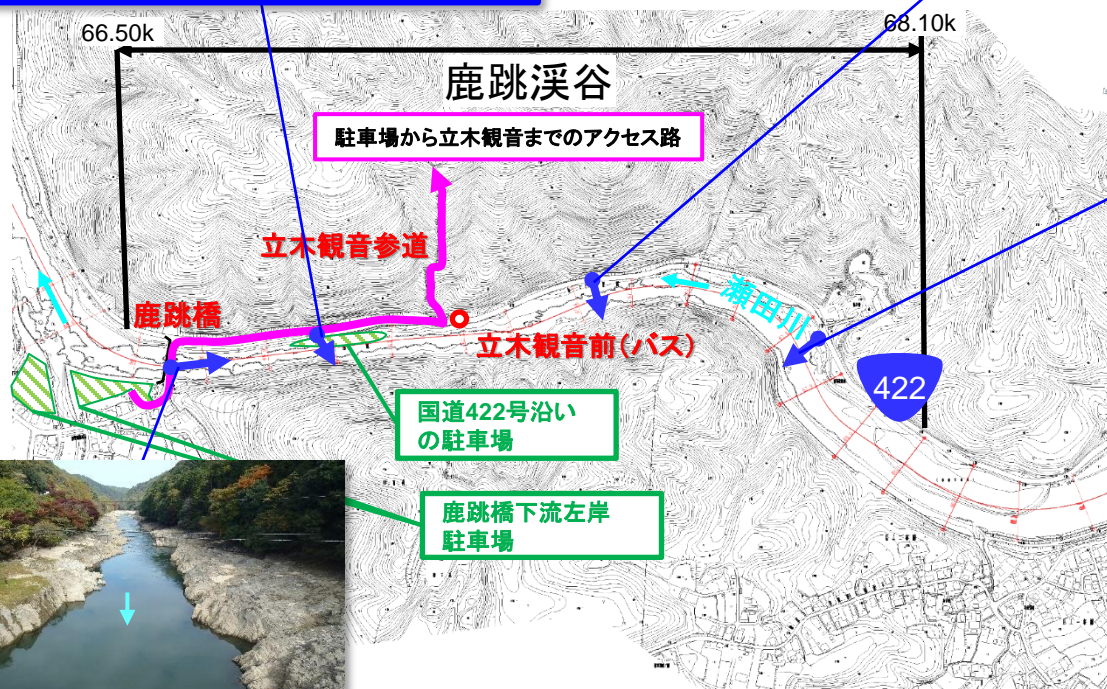 66.50k
68.10k
鹿跳渓谷
駐車場から立木観音までのアクセス路
立木観音参道
鹿跳橋
瀬田川
立木観音前(バス)
422
国道422号沿い
の駐車場
鹿跳橋下流左岸
駐車場